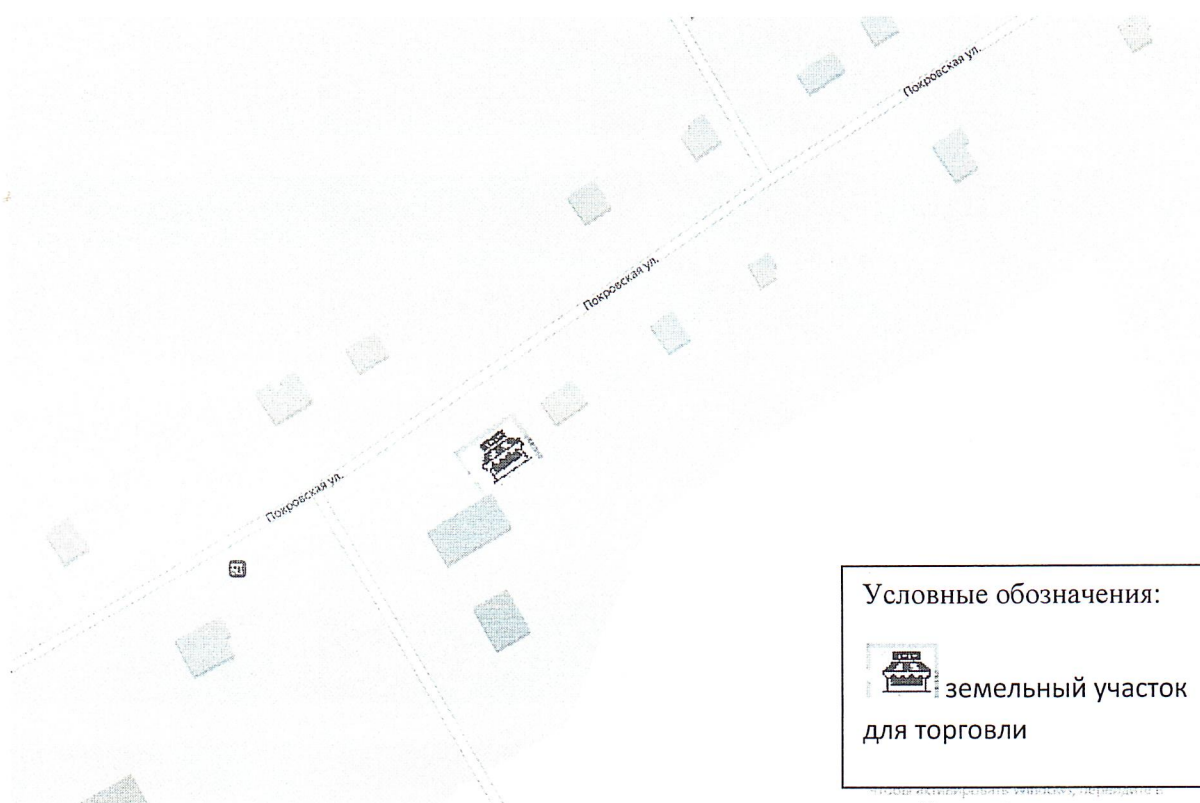 Покровская ул.
Покровская ул.
Покровская ул.
Условные обозначения:
земельный участок
для торговли